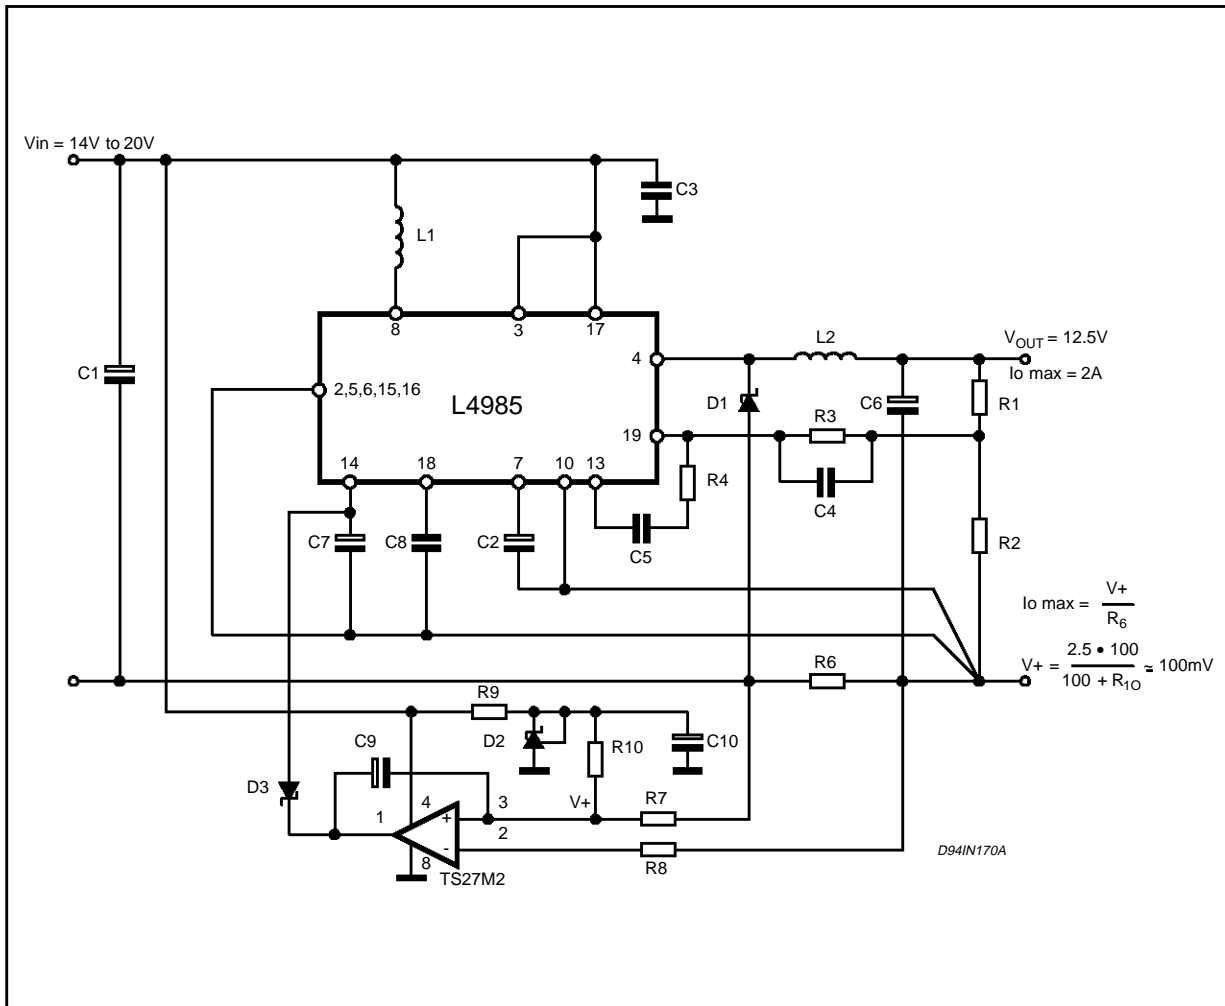 Vin = 14V to 20V
C3
L1
8
3
17
L2
VOUT = 12.5V
4
Io max = 2A
C1
2,5,6,15,16
D1
C6
R1
L4985
R3
19
14
18
7
10
13
R4
C4
C7
C8
C2
C5
R2
Io max = V+ / R6
V+ = 2.5 • 100 / 100 + R10 ≃ 100mV
R6
R9
C9
D2
R10
C10
D3
V+
1
4
3
R7
+
2
-
8
R8
D94IN170A
TS27M2